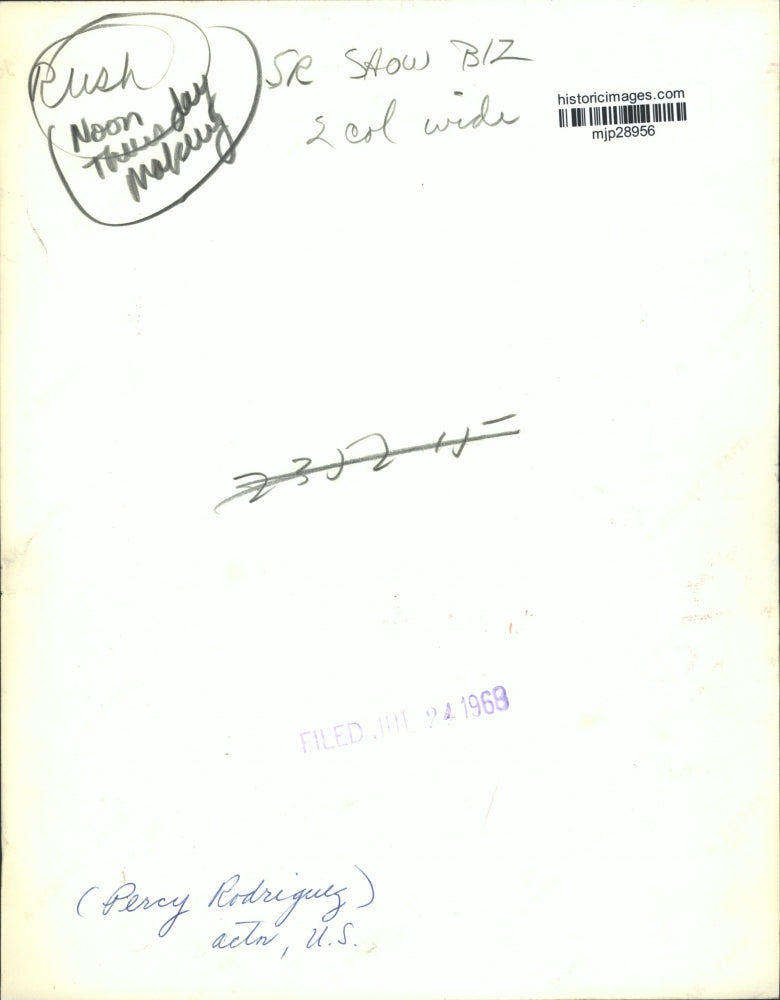 Rush
Noon
Thursday
Makeup
SR SHOW BIZ
2 col wide
historicimages.com
mjp28956
FILED JUL 24 1968
(Percy Rodriguez)
actor, U.S.